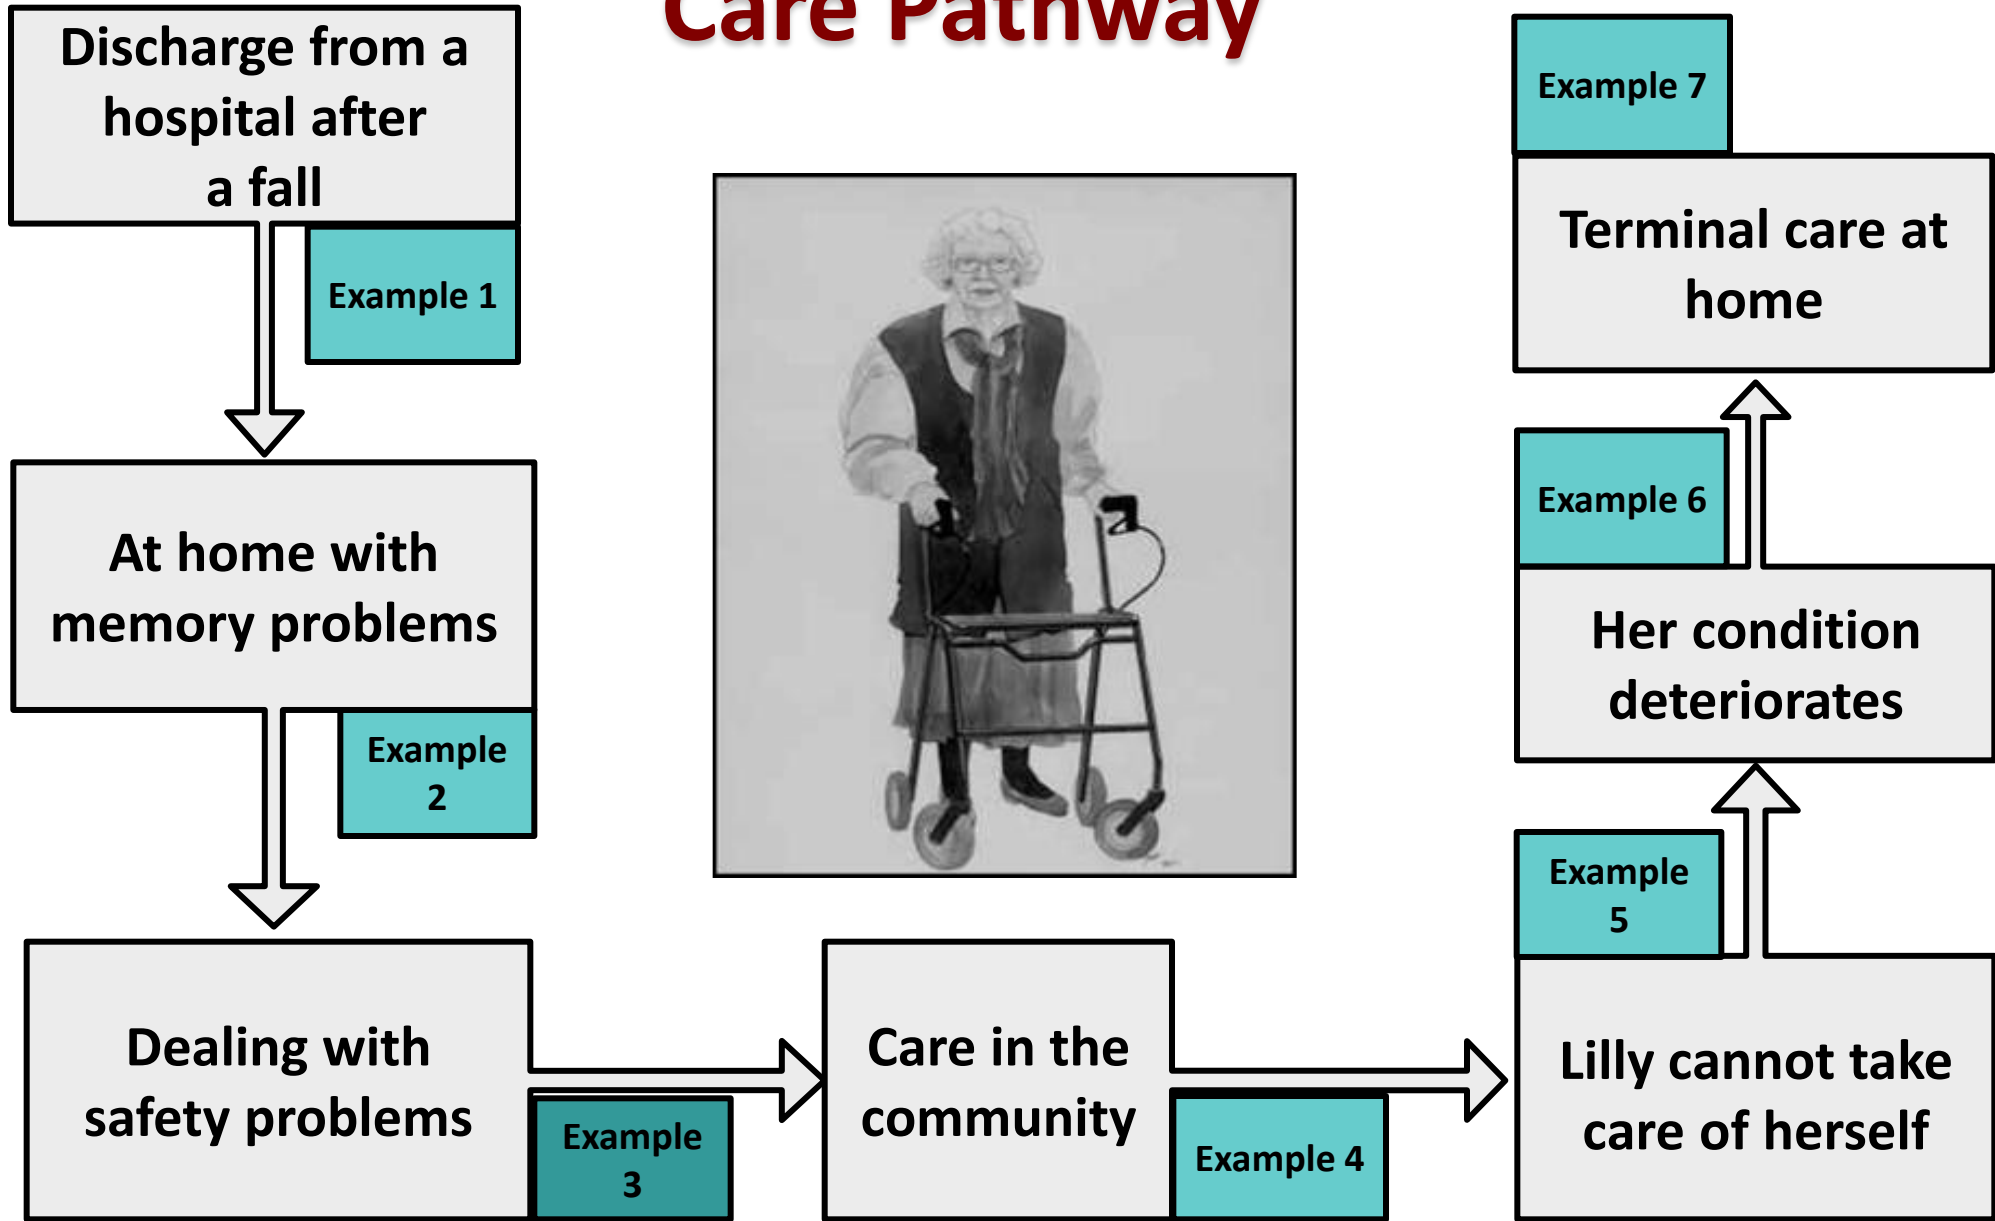 Care Pathway
Discharge from a
hospital after
a fall
Example 1
At home with
memory problems
Example
2
Dealing with
safety problems
Example
3
Care in the
community
Example 4
Lilly cannot take
care of herself
Example
5
Her condition
deteriorates
Example 6
Terminal care at
home
Example 7